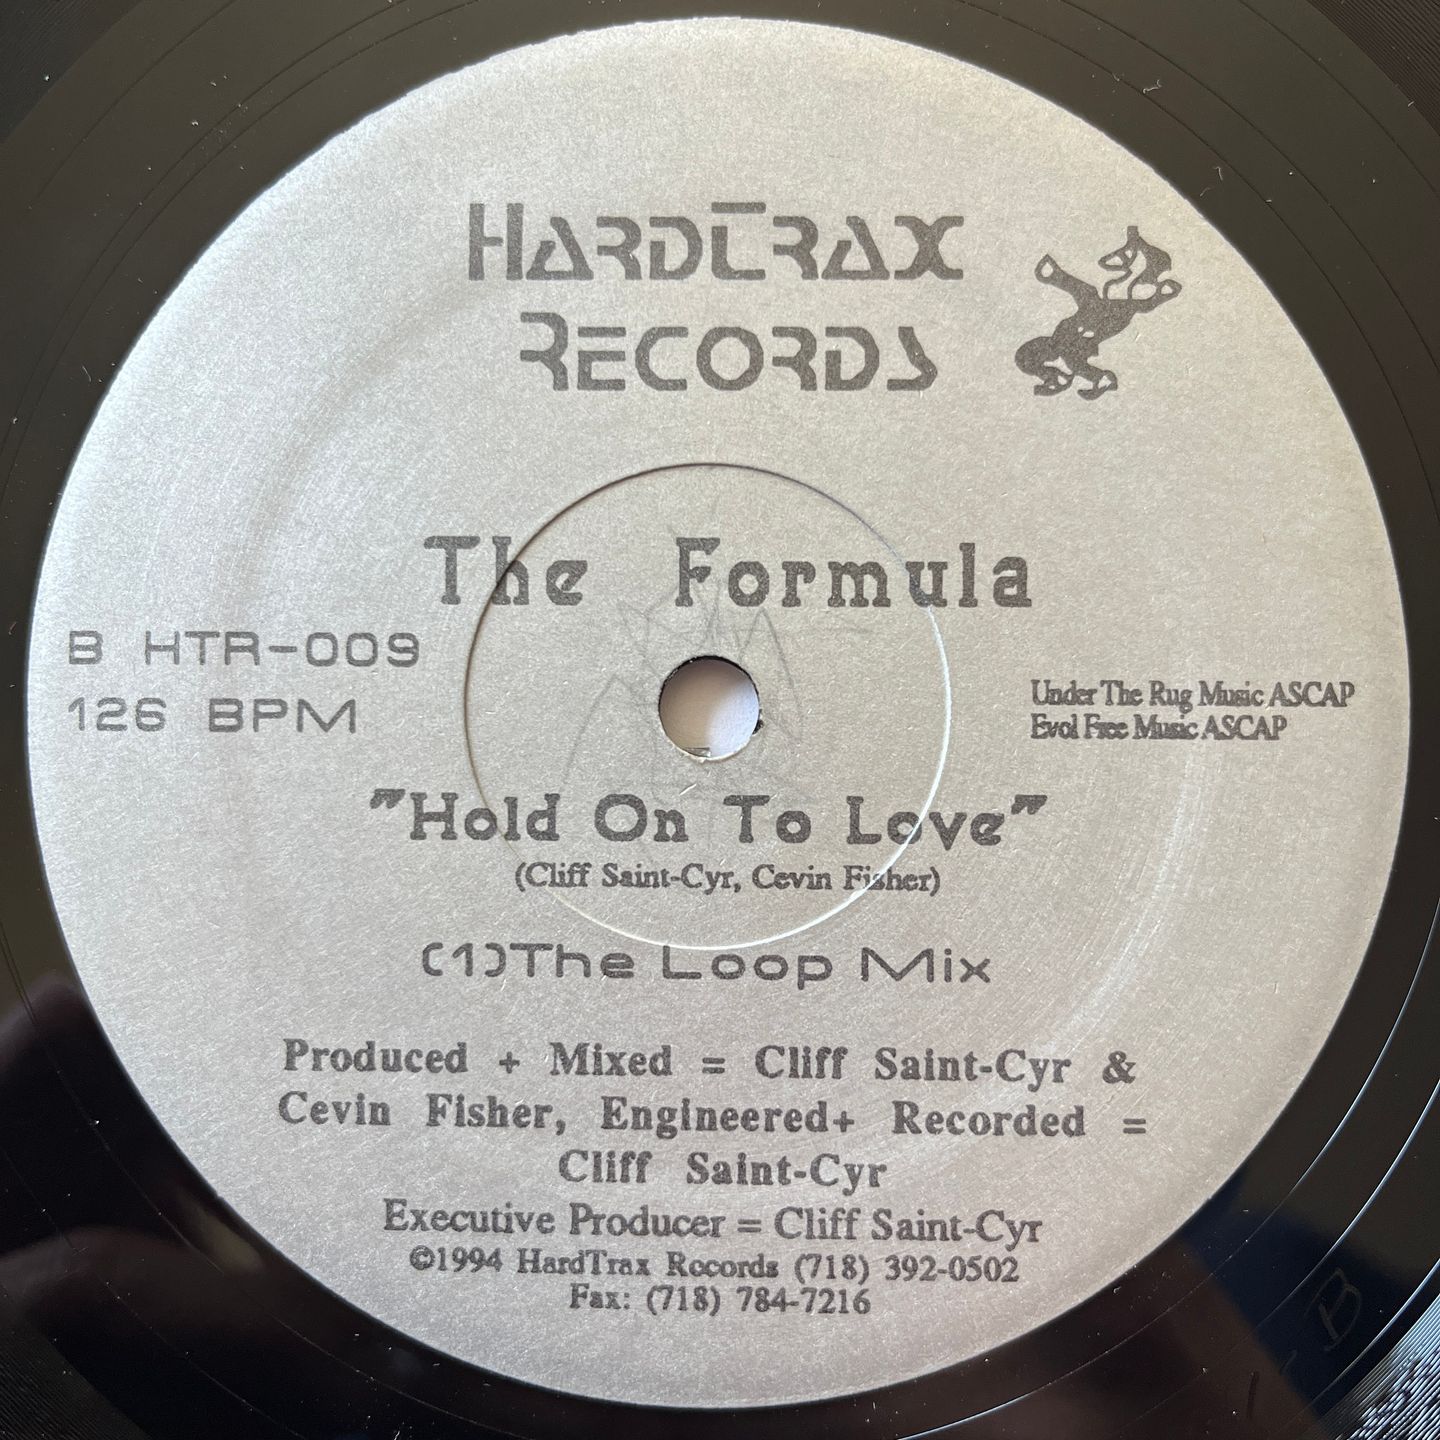 HardTrax
Records
The Formula
B HTR-009
126 BPM
Under The Rug Music ASCAP
Evol Free Music ASCAP
"Hold On To Love"
(Cliff Saint-Cyr, Cevin Fisher)
(1)The Loop Mix
Produced + Mixed = Cliff Saint-Cyr &
Cevin Fisher, Engineered+ Recorded =
Cliff Saint-Cyr
Executive Producer = Cliff Saint-Cyr
©1994 HardTrax Records (718) 392-0502
Fax: (718) 784-7216
- B